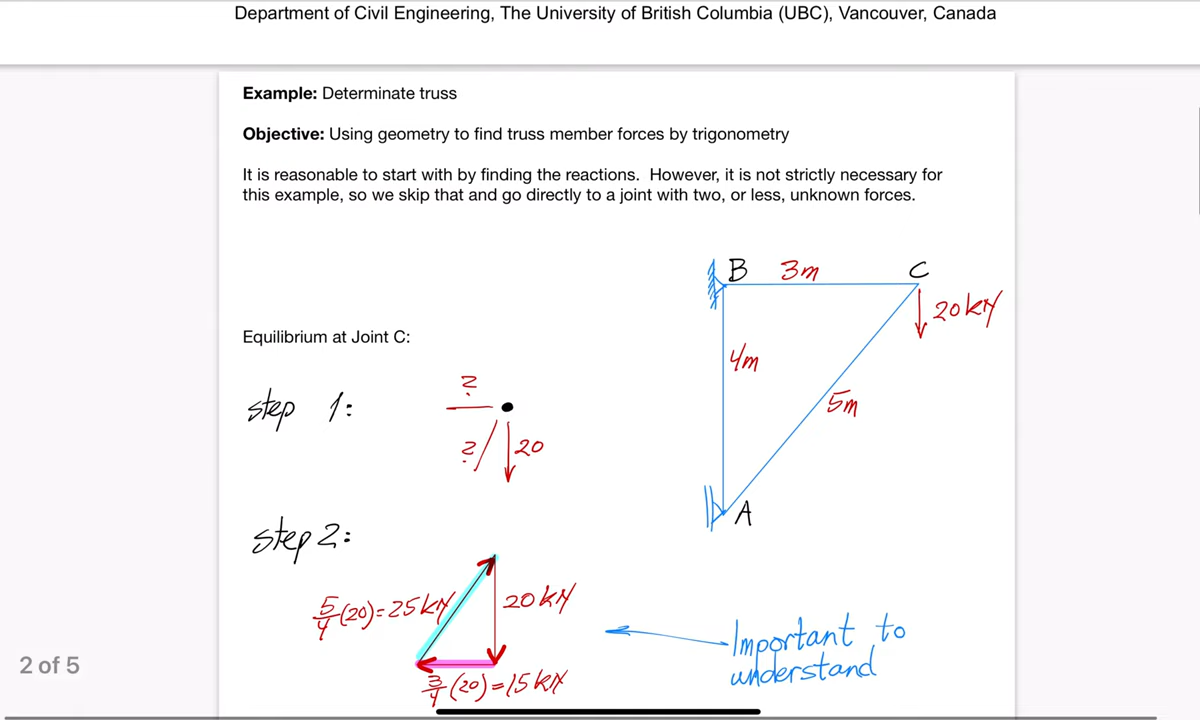 Department of Civil Engineering, The University of British Columbia (UBC), Vancouver, Canada
Example: Determinate truss
Objective: Using geometry to find truss member forces by trigonometry
It is reasonable to start with by finding the reactions. However, it is not strictly necessary for
this example, so we skip that and go directly to a joint with two, or less, unknown forces.
B 3m C
20kN
4m
5m
A
Equilibrium at Joint C:
step 1:
?
? 20
step 2:
5/4(20)=25kN
20kN
3/4(20)=15kN
Important to
understand
2 of 5